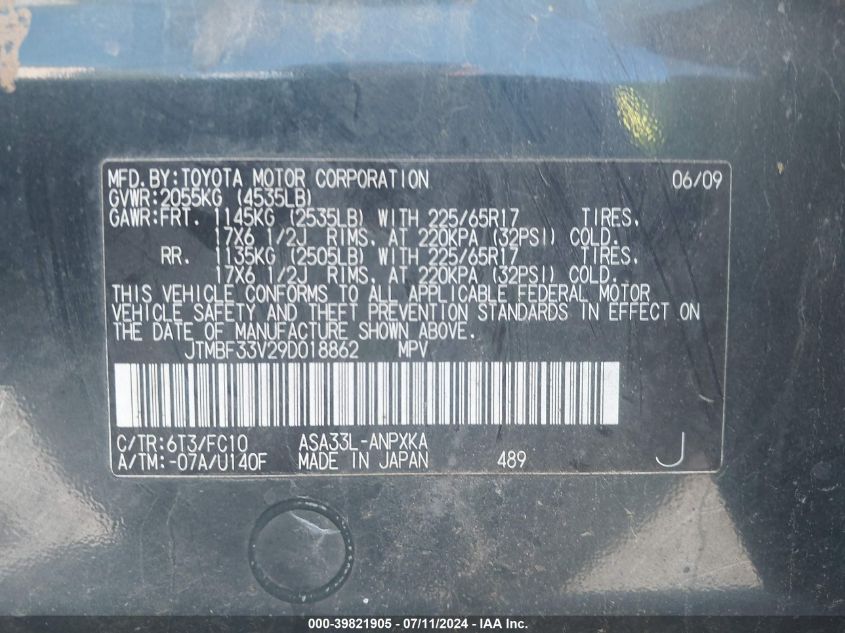 MFD.BY:TOYOTA MOTOR CORPORATION 06/09
GVWR:2055KG (4535LB)
GAWR:FRT. 1145KG (2535LB) WITH 225/65R17 TIRES,
17X6 1/2J RIMS, AT 220KPA (32PSI) COLD.
RR. 1135KG (2505LB) WITH 225/65R17 TIRES,
17X6 1/2J RIMS, AT 220KPA (32PSI) COLD.
THIS VEHICLE CONFORMS TO ALL APPLICABLE FEDERAL MOTOR
VEHICLE SAFETY AND THEFT PREVENTION STANDARDS IN EFFECT ON
THE DATE OF MANUFACTURE SHOWN ABOVE.
JTMBF33V29D018862 MPV
C/TR:6T3/FC10 ASA33L-ANPXKA
A/TM:-07A/U140F MADE IN JAPAN 489 J
000-39821905 - 07/11/2024 - IAA Inc.